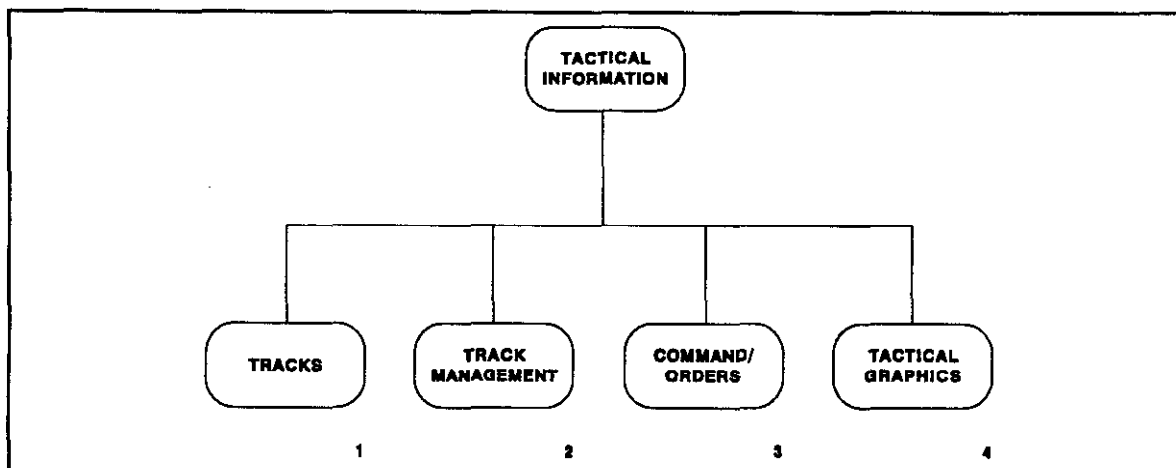 TACTICAL
INFORMATION
TRACKS
TRACK
MANAGEMENT
COMMAND/
ORDERS
TACTICAL
GRAPHICS
1 2 3 4